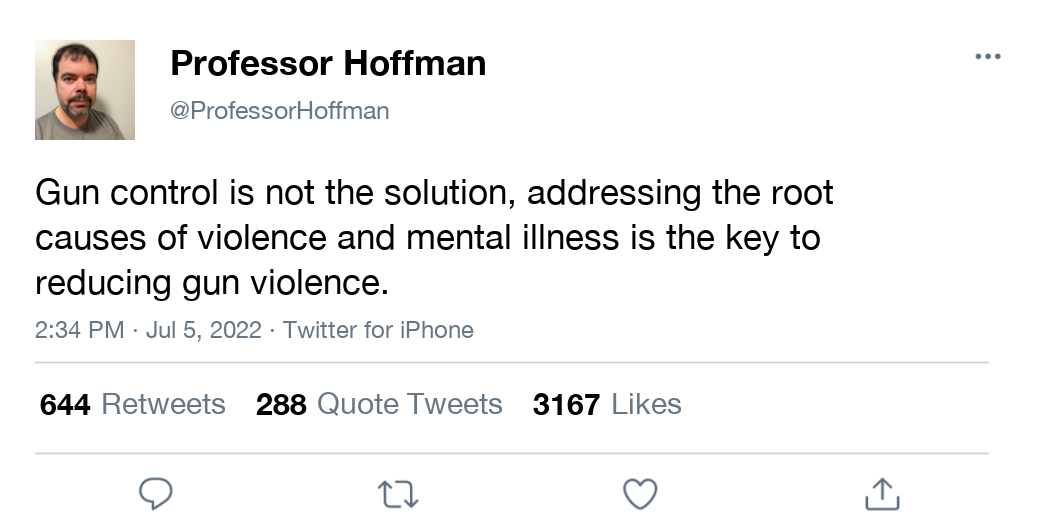 Professor Hoffman
@ProfessorHoffman
Gun control is not the solution, addressing the root
causes of violence and mental illness is the key to
reducing gun violence.
2:34 PM · Jul 5, 2022 · Twitter for iPhone
644 Retweets 288 Quote Tweets 3167 Likes